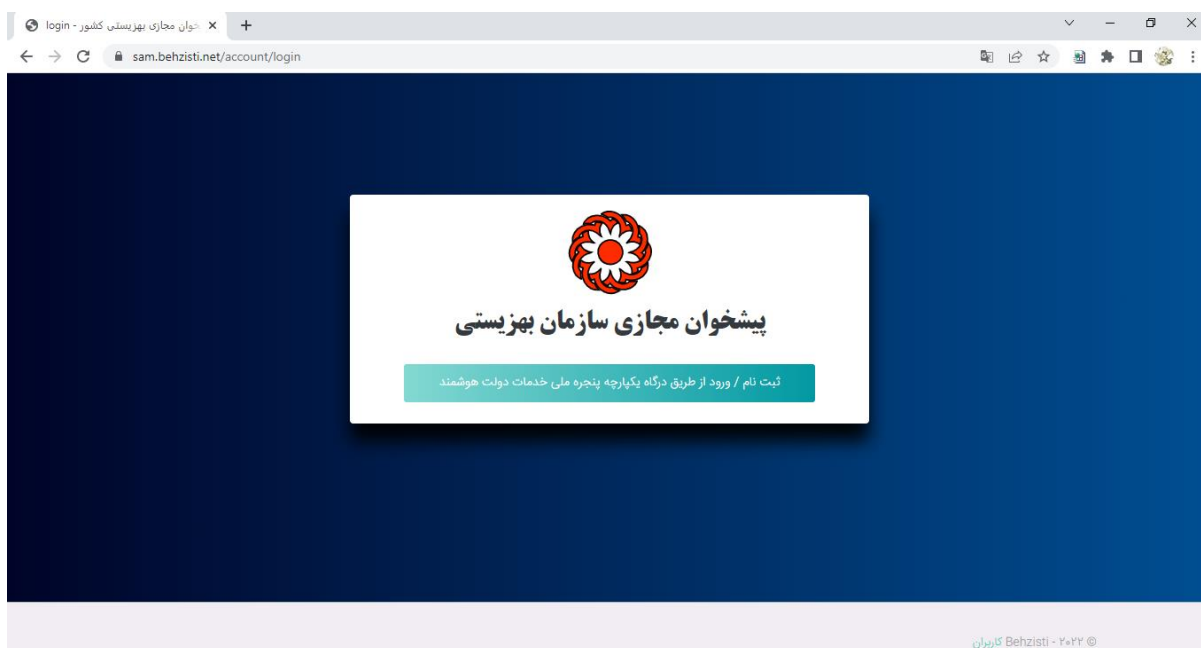 خوان مجازی بهزیستی کشور - login
sam.behzisti.net/account/login
پیشخوان مجازی سازمان بهزیستی
ثبت نام / ورود از طریق درگاه یکپارچه پنجره ملی خدمات دولت هوشمند
© ۲۰۲۲ - Behzisti کاربران